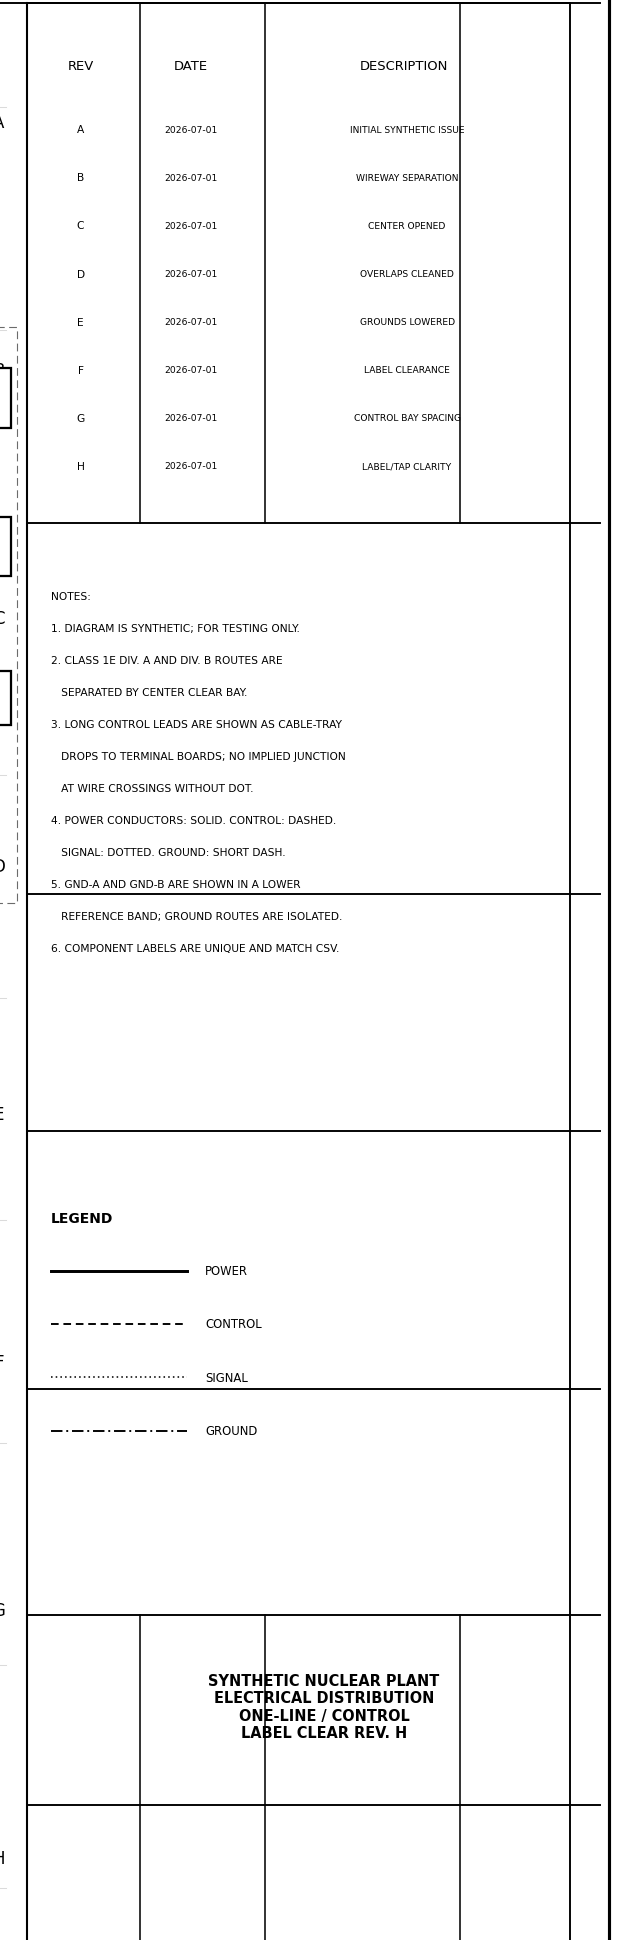 REV DATE DESCRIPTION
A 2026-07-01 INITIAL SYNTHETIC ISSUE
B 2026-07-01 WIREWAY SEPARATION
C 2026-07-01 CENTER OPENED
D 2026-07-01 OVERLAPS CLEANED
E 2026-07-01 GROUNDS LOWERED
F 2026-07-01 LABEL CLEARANCE
G 2026-07-01 CONTROL BAY SPACING
H 2026-07-01 LABEL/TAP CLARITY
NOTES:
1. DIAGRAM IS SYNTHETIC; FOR TESTING ONLY.
2. CLASS 1E DIV. A AND DIV. B ROUTES ARE
SEPARATED BY CENTER CLEAR BAY.
3. LONG CONTROL LEADS ARE SHOWN AS CABLE-TRAY
DROPS TO TERMINAL BOARDS; NO IMPLIED JUNCTION
AT WIRE CROSSINGS WITHOUT DOT.
4. POWER CONDUCTORS: SOLID. CONTROL: DASHED.
SIGNAL: DOTTED. GROUND: SHORT DASH.
5. GND-A AND GND-B ARE SHOWN IN A LOWER
REFERENCE BAND; GROUND ROUTES ARE ISOLATED.
6. COMPONENT LABELS ARE UNIQUE AND MATCH CSV.
LEGEND
POWER
CONTROL
SIGNAL
GROUND
SYNTHETIC NUCLEAR PLANT
ELECTRICAL DISTRIBUTION
ONE-LINE / CONTROL
LABEL CLEAR REV. H
A
C
D
E
F
G
H